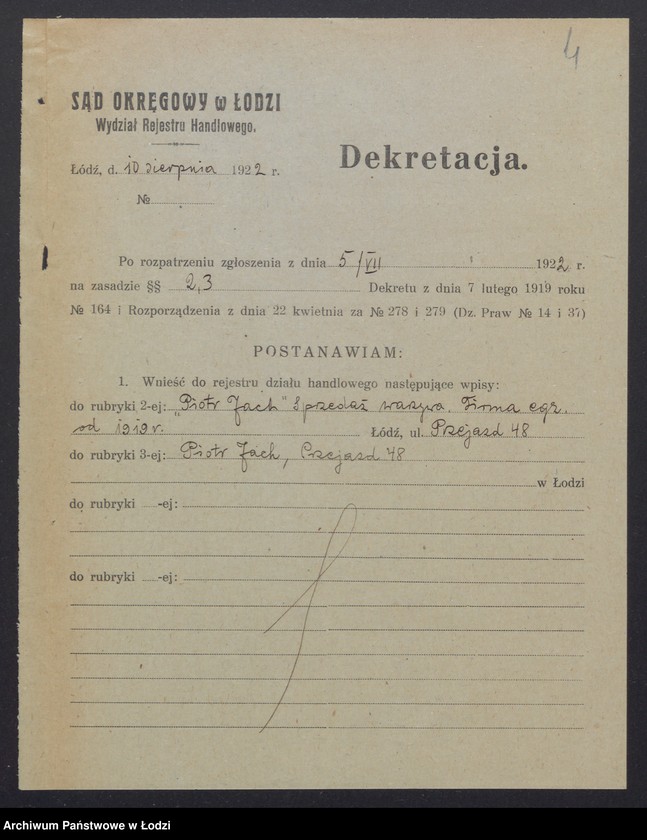 4
SĄD OKRĘGOWY w ŁODZI
Wydział Rejestru Handlowego.
Dekretacja.
Łódź, d. 10 sierpnia 1922 r.
№
Po rozpatrzeniu zgłoszenia z dnia 5/VII 1922 r.
na zasadzie §§ 2,3 Dekretu z dnia 7 lutego 1919 roku
№ 164 i Rozporządzenia z dnia 22 kwietnia za № 278 i 279 (Dz. Praw № 14 i 37)
POSTANAWIAM:
1. Wnieść do rejestru działu handlowego następujące wpisy:
do rubryki 2-ej: "Piotr Jach" Sprzedaż warzywa. Firma egz.
od 1919 r. Łódź, ul. Przejazd 48
do rubryki 3-ej: Piotr Jach, Przejazd 48
w Łodzi
do rubryki -ej:
do rubryki -ej:
Archiwum Państwowe w Łodzi